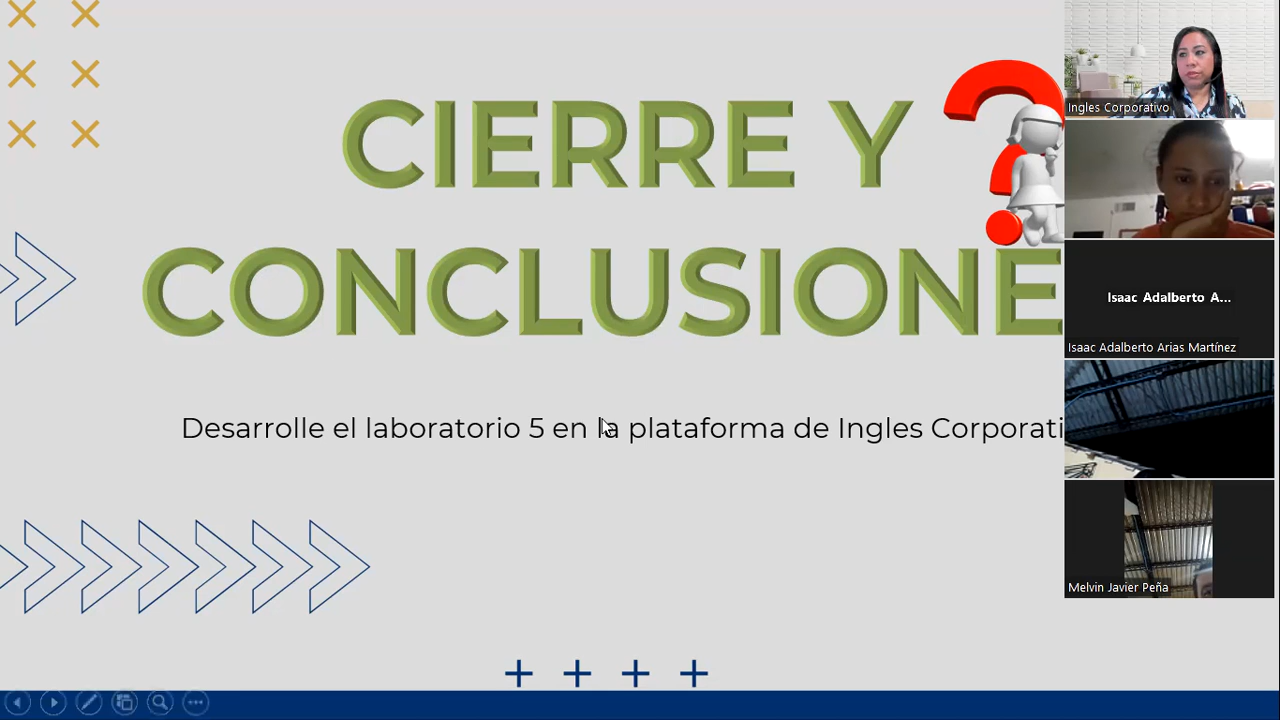 CIERRE Y
CONCLUSIONE
Desarrolle el laboratorio 5 en la plataforma de Ingles Corporati
Ingles Corporativo
Isaac Adalberto A...
Isaac Adalberto Arias Martínez
Melvin Javier Peña